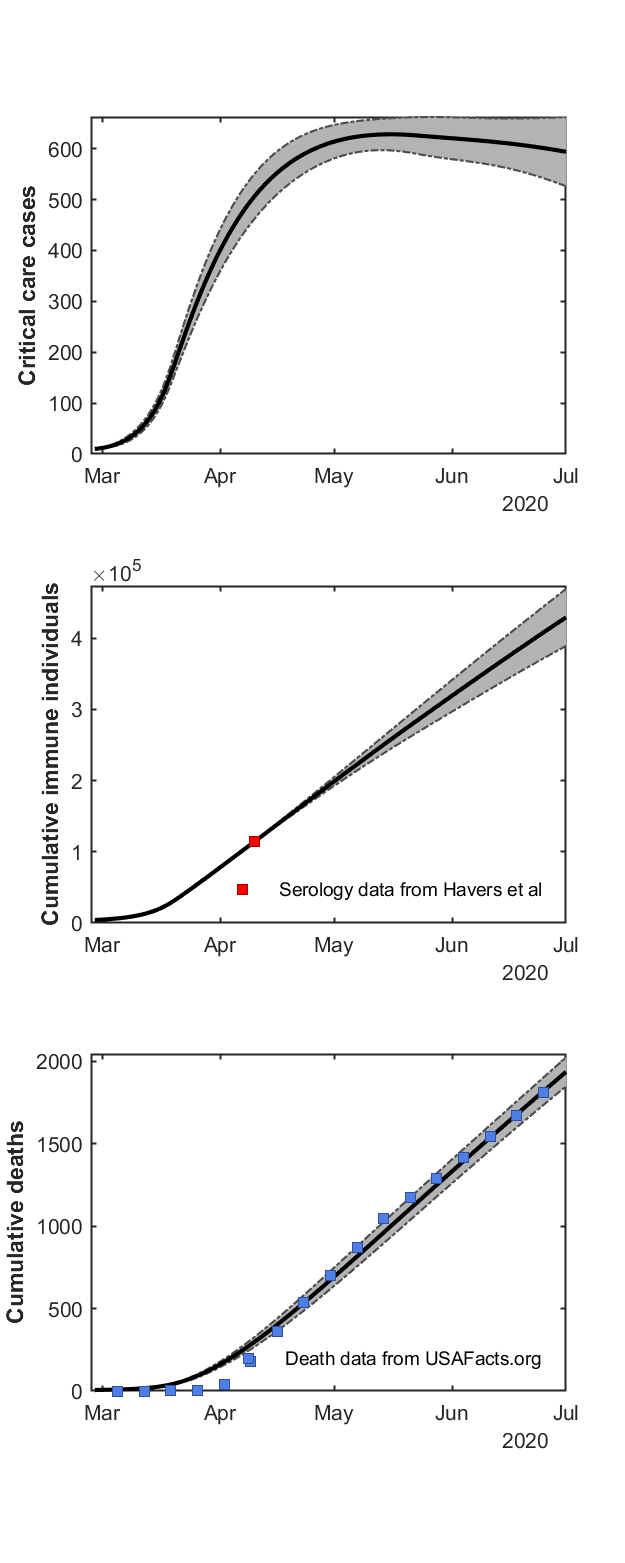 Critical care cases
600
500
400
300
200
100
0
Mar Apr May Jun Jul
2020
×10^5
Cumulative immune individuals
4
3
2
1
0
Serology data from Havers et al
Mar Apr May Jun Jul
2020
Cumulative deaths
2000
1500
1000
500
0
Death data from USAFacts.org
Mar Apr May Jun Jul
2020